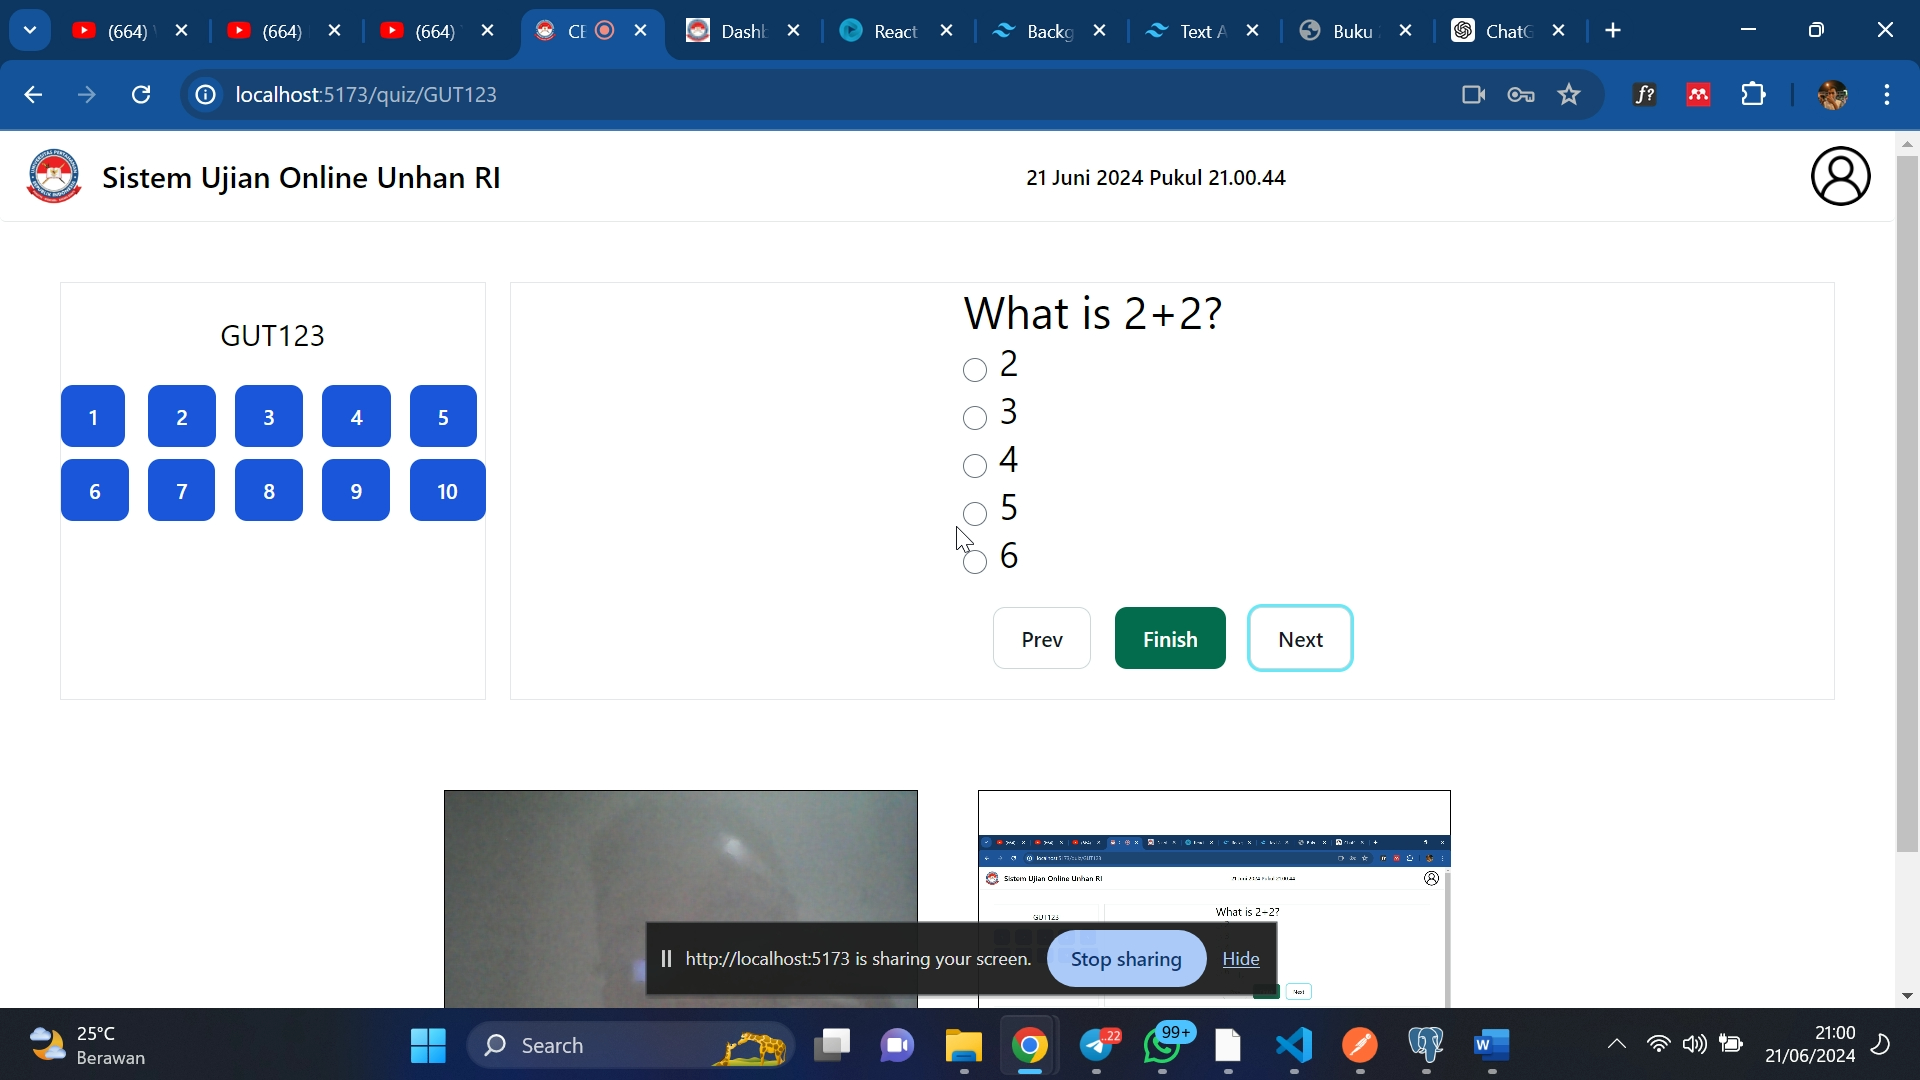 (664)
(664)
(664)
CE
Dashb
React
Backg
Text A
Buku
ChatG
localhost:5173/quiz/GUT123
f?
Sistem Ujian Online Unhan RI
21 Juni 2024 Pukul 21.00.44
GUT123
1 2 3 4 5
6 7 8 9 10
What is 2+2?
2
3
4
5
6
Prev
Finish
Next
Sistem Ujian Online Unhan RI
GUT123
What is 2+2?
Next
http://localhost:5173 is sharing your screen.
Stop sharing
Hide
25°C
Berawan
Search
22
99+
W
21:00
21/06/2024